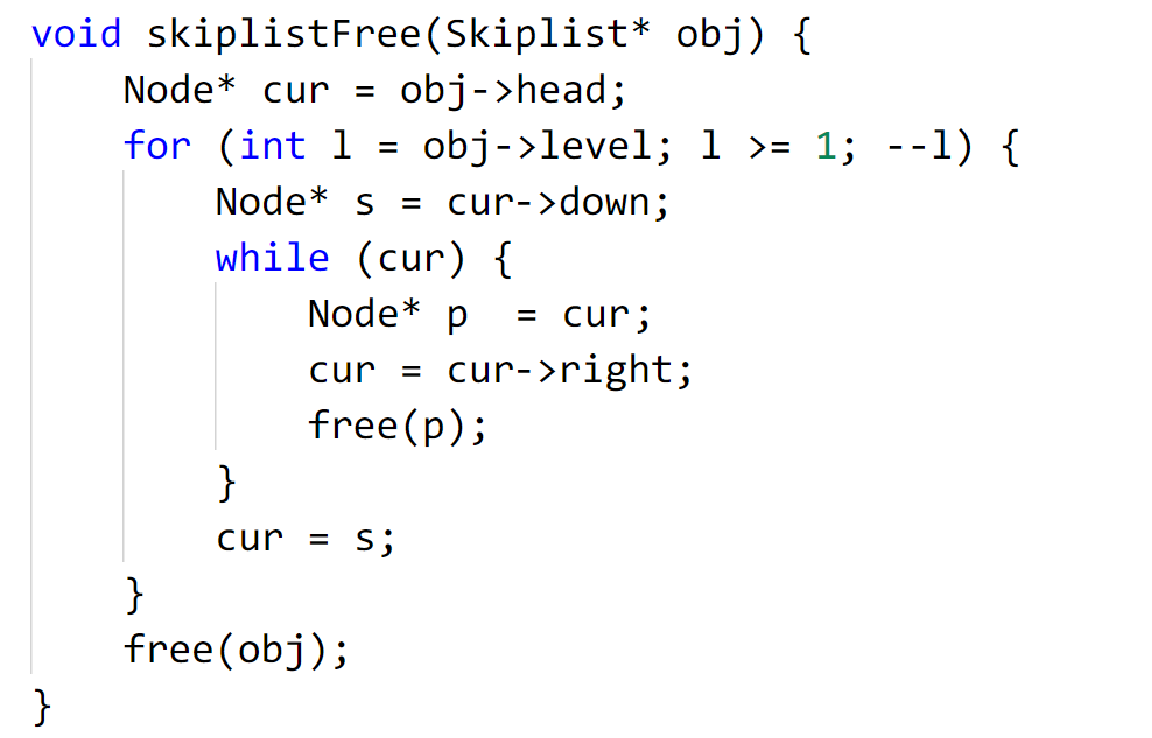 void skiplistFree(Skiplist* obj) {
    Node* cur = obj->head;
    for (int l = obj->level; l >= 1; --l) {
        Node* s = cur->down;
        while (cur) {
            Node* p  = cur;
            cur = cur->right;
            free(p);
        }
        cur = s;
    }
    free(obj);
}